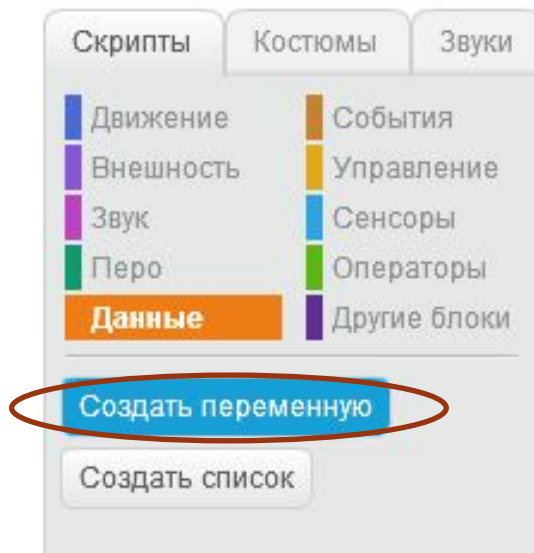 Скрипты Костюмы Звуки
Движение События
Внешность Управление
Звук Сенсоры
Перо Операторы
Данные Другие блоки
Создать переменную
Создать список